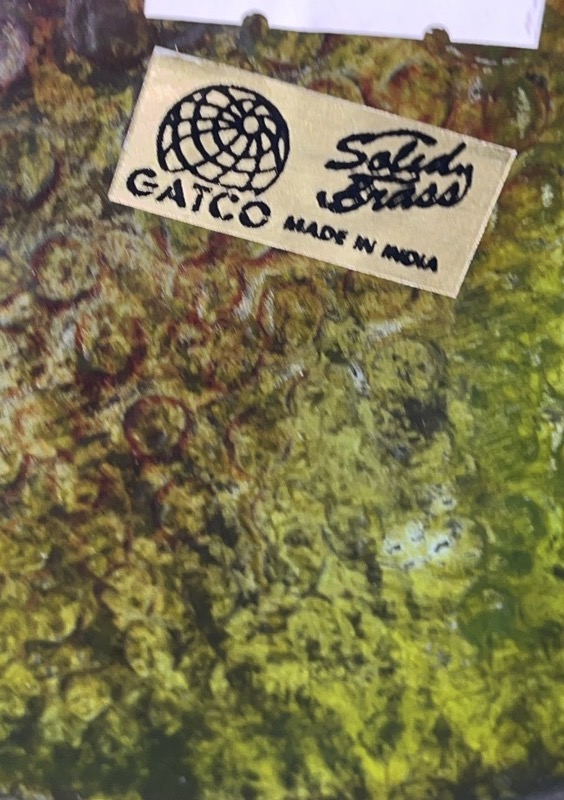 GATCO
Solid
Brass
MADE IN INDIA